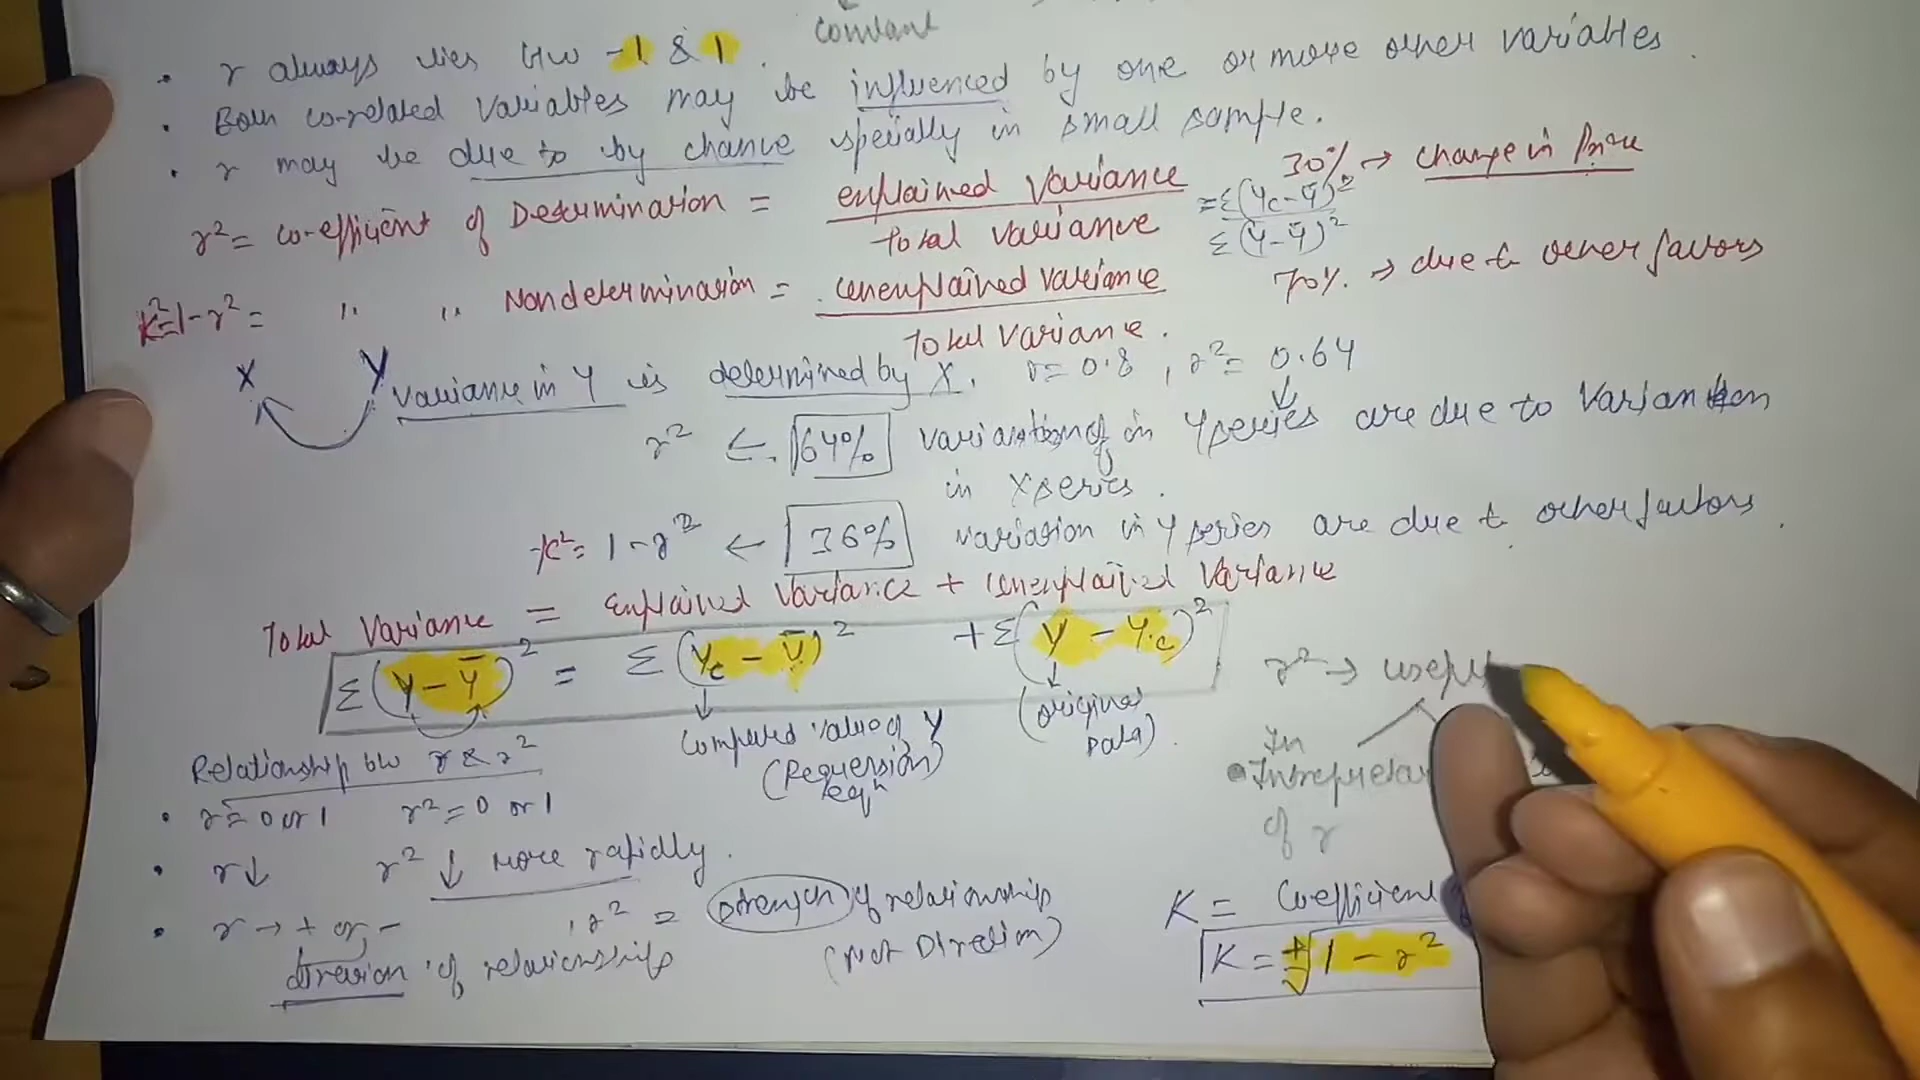 constant
• r always lies b/w -1 & 1.
• Both co-related variables may be influenced by one or more other variables.
• r may be due to by chance specially in small sample.
r² = co-efficient of Determination = explained variance / Total variance = Σ(Yc-Ȳ)² / Σ(Y-Ȳ)²
30% → change in Price
K²=1-r² = " " Nondetermination = unexplained variance / Total variance.
70% → due to other factors
X Y
variance in Y is determined by X. r = 0.8, r² = 0.64
r² ← 64% variation in Y series are due to variation
in X series.
K² = 1-r² ← 36% variation in Y series are due to other factors.
Total Variance = Explained Variance + Unexplained Variance
Σ(Y-Ȳ)² = Σ(Yc-Ȳ)² + Σ(Y-Yc)²
Computed value of Y
(Regression
eqⁿ)
(original
Data).
r² → useful
In
• Interpretation
of r
Relationship b/w r & r²
• r = 0 or 1 r² = 0 or 1
• r↓ r² ↓ more rapidly.
• r → + or - , r² = strength of relationship
direction of relationship (Not Direction)
K = Coefficient
K = ±√1-r²